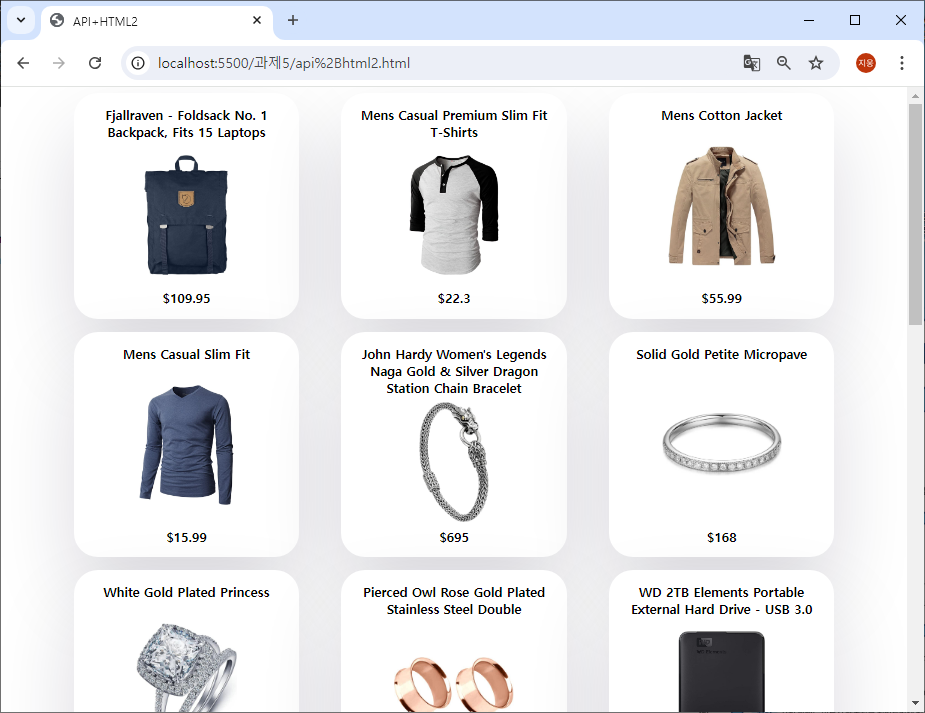 API+HTML2
localhost:5500/과제5/api%2Bhtml2.html
지웅
Fjallraven - Foldsack No. 1
Backpack, Fits 15 Laptops
$109.95
Mens Casual Premium Slim Fit
T-Shirts
$22.3
Mens Cotton Jacket
$55.99
Mens Casual Slim Fit
$15.99
John Hardy Women's Legends
Naga Gold & Silver Dragon
Station Chain Bracelet
$695
Solid Gold Petite Micropave
$168
White Gold Plated Princess
Pierced Owl Rose Gold Plated
Stainless Steel Double
WD 2TB Elements Portable
External Hard Drive - USB 3.0